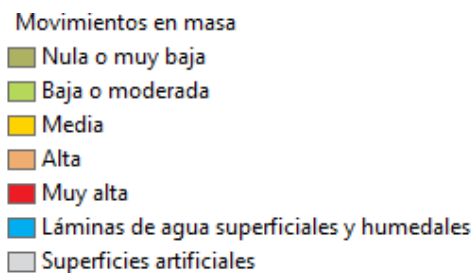 Movimientos en masa
Nula o muy baja
Baja o moderada
Media
Alta
Muy alta
Láminas de agua superficiales y humedales
Superficies artificiales